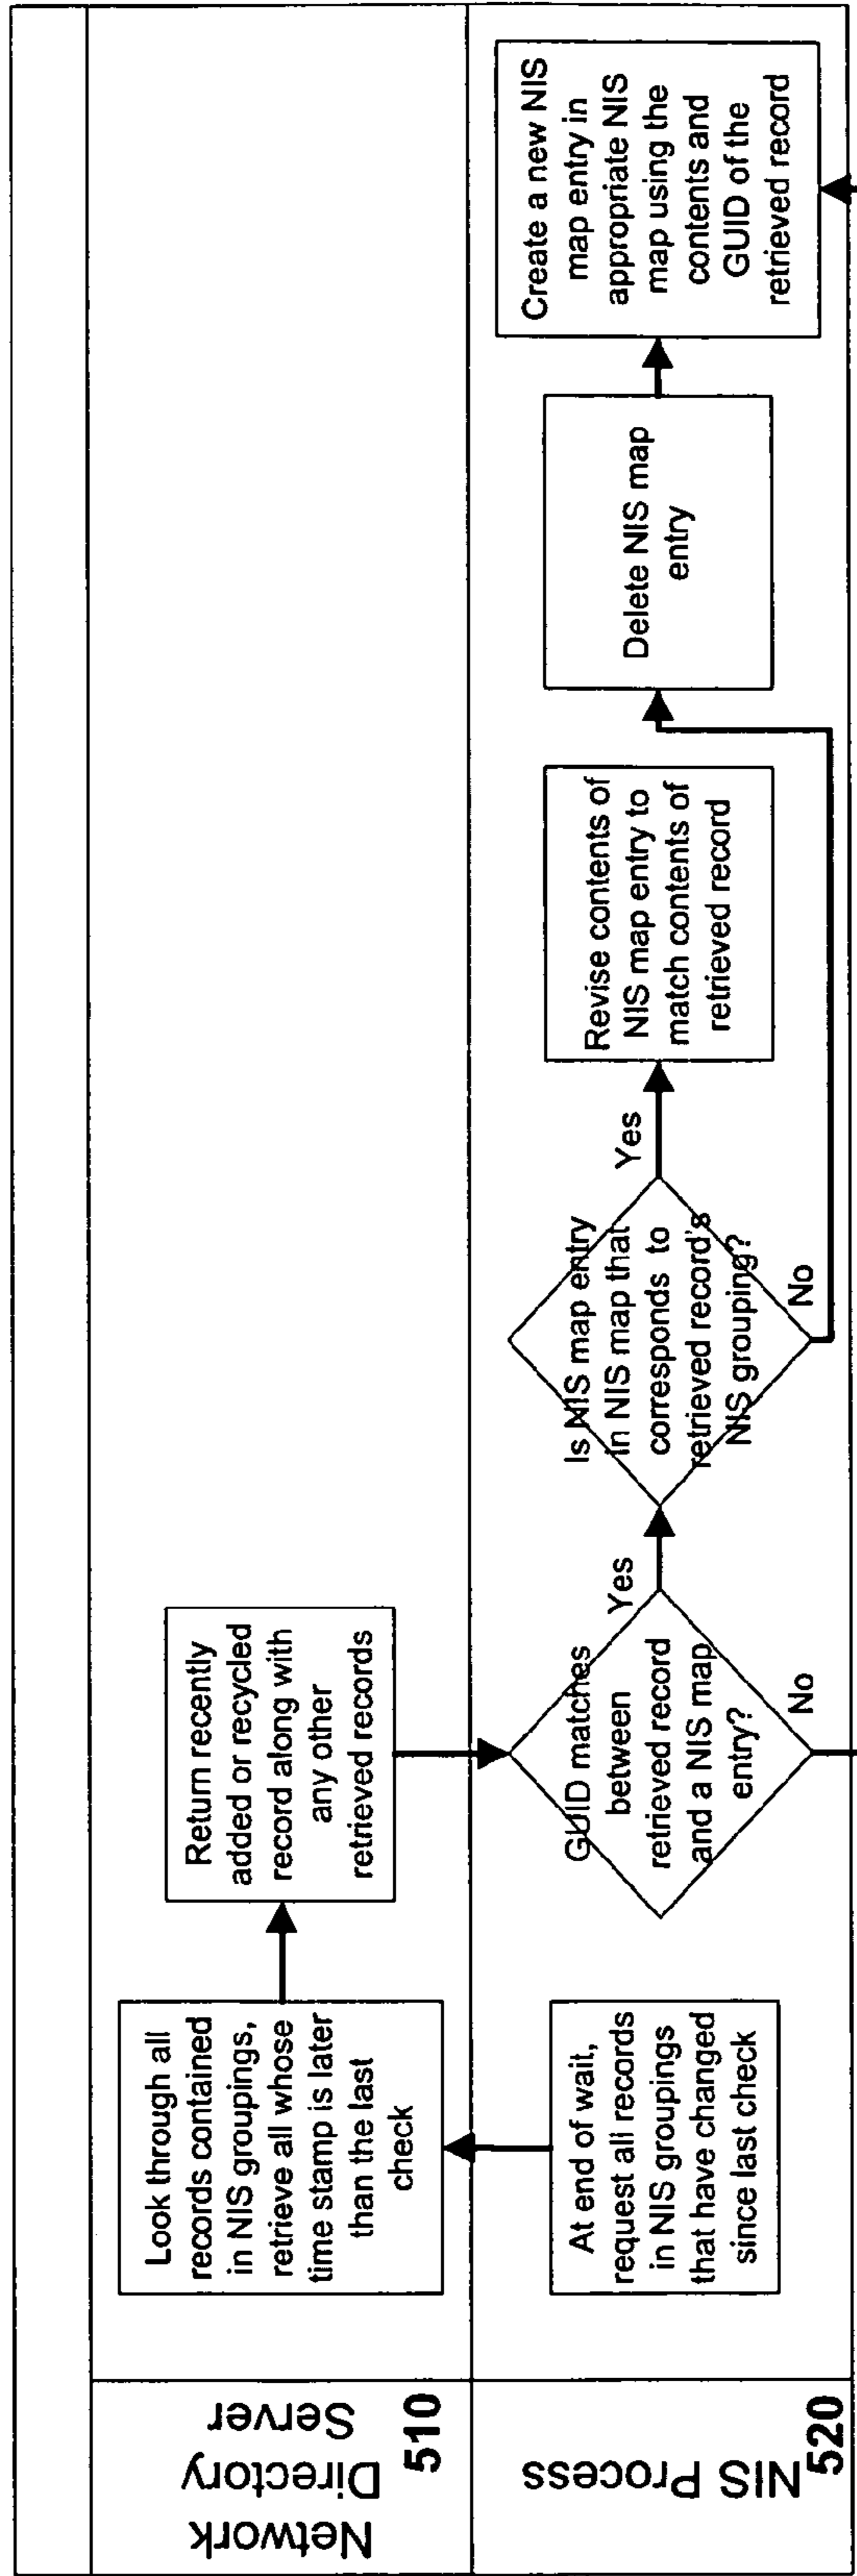 Network
Directory
Server
510
Look through all
records contained
in NIS groupings,
retrieve all whose
time stamp is later
than the last
check
Return recently
added or recycled
record along with
any other
retrieved records
NIS Process
520
At end of wait,
request all records
in NIS groupings
that have changed
since last check
GUID matches
between
retrieved record
and a NIS map
entry?
Yes
No
Is NIS map entry
in NIS map that
corresponds to
retrieved record's
NIS grouping?
Yes
No
Revise contents of
NIS map entry to
match contents of
retrieved record
Delete NIS map
entry
Create a new NIS
map entry in
appropriate NIS
map using the
contents and
GUID of the
retrieved record